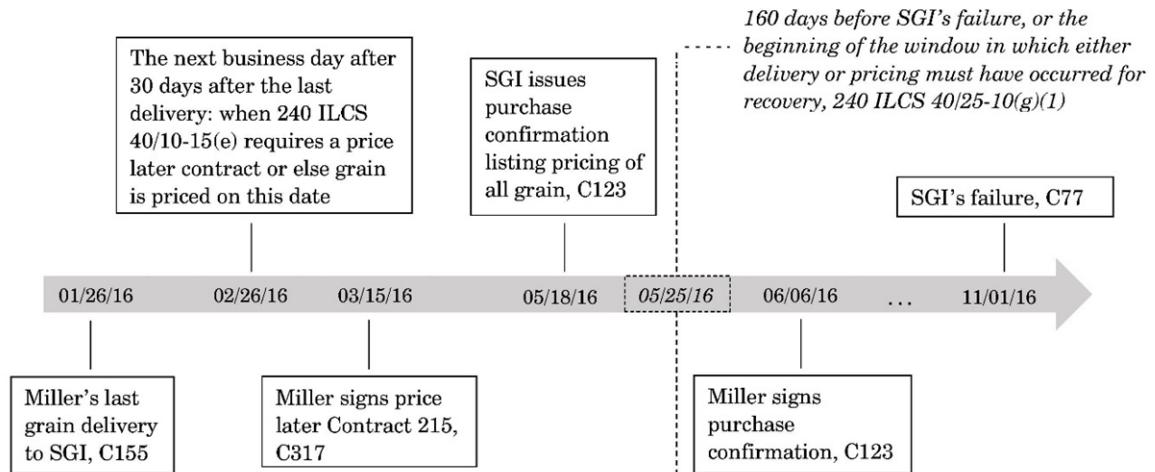 The next business day after
30 days after the last
delivery: when 240 ILCS
40/10-15(e) requires a price
later contract or else grain
is priced on this date
SGI issues
purchase
confirmation
listing pricing of
all grain, C123
160 days before SGI's failure, or the
beginning of the window in which either
delivery or pricing must have occurred for
recovery, 240 ILCS 40/25-10(g)(1)
SGI's failure, C77
01/26/16 02/26/16 03/15/16 05/18/16 05/25/16 06/06/16 ... 11/01/16
Miller's last
grain delivery
to SGI, C155
Miller signs price
later Contract 215,
C317
Miller signs
purchase
confirmation, C123